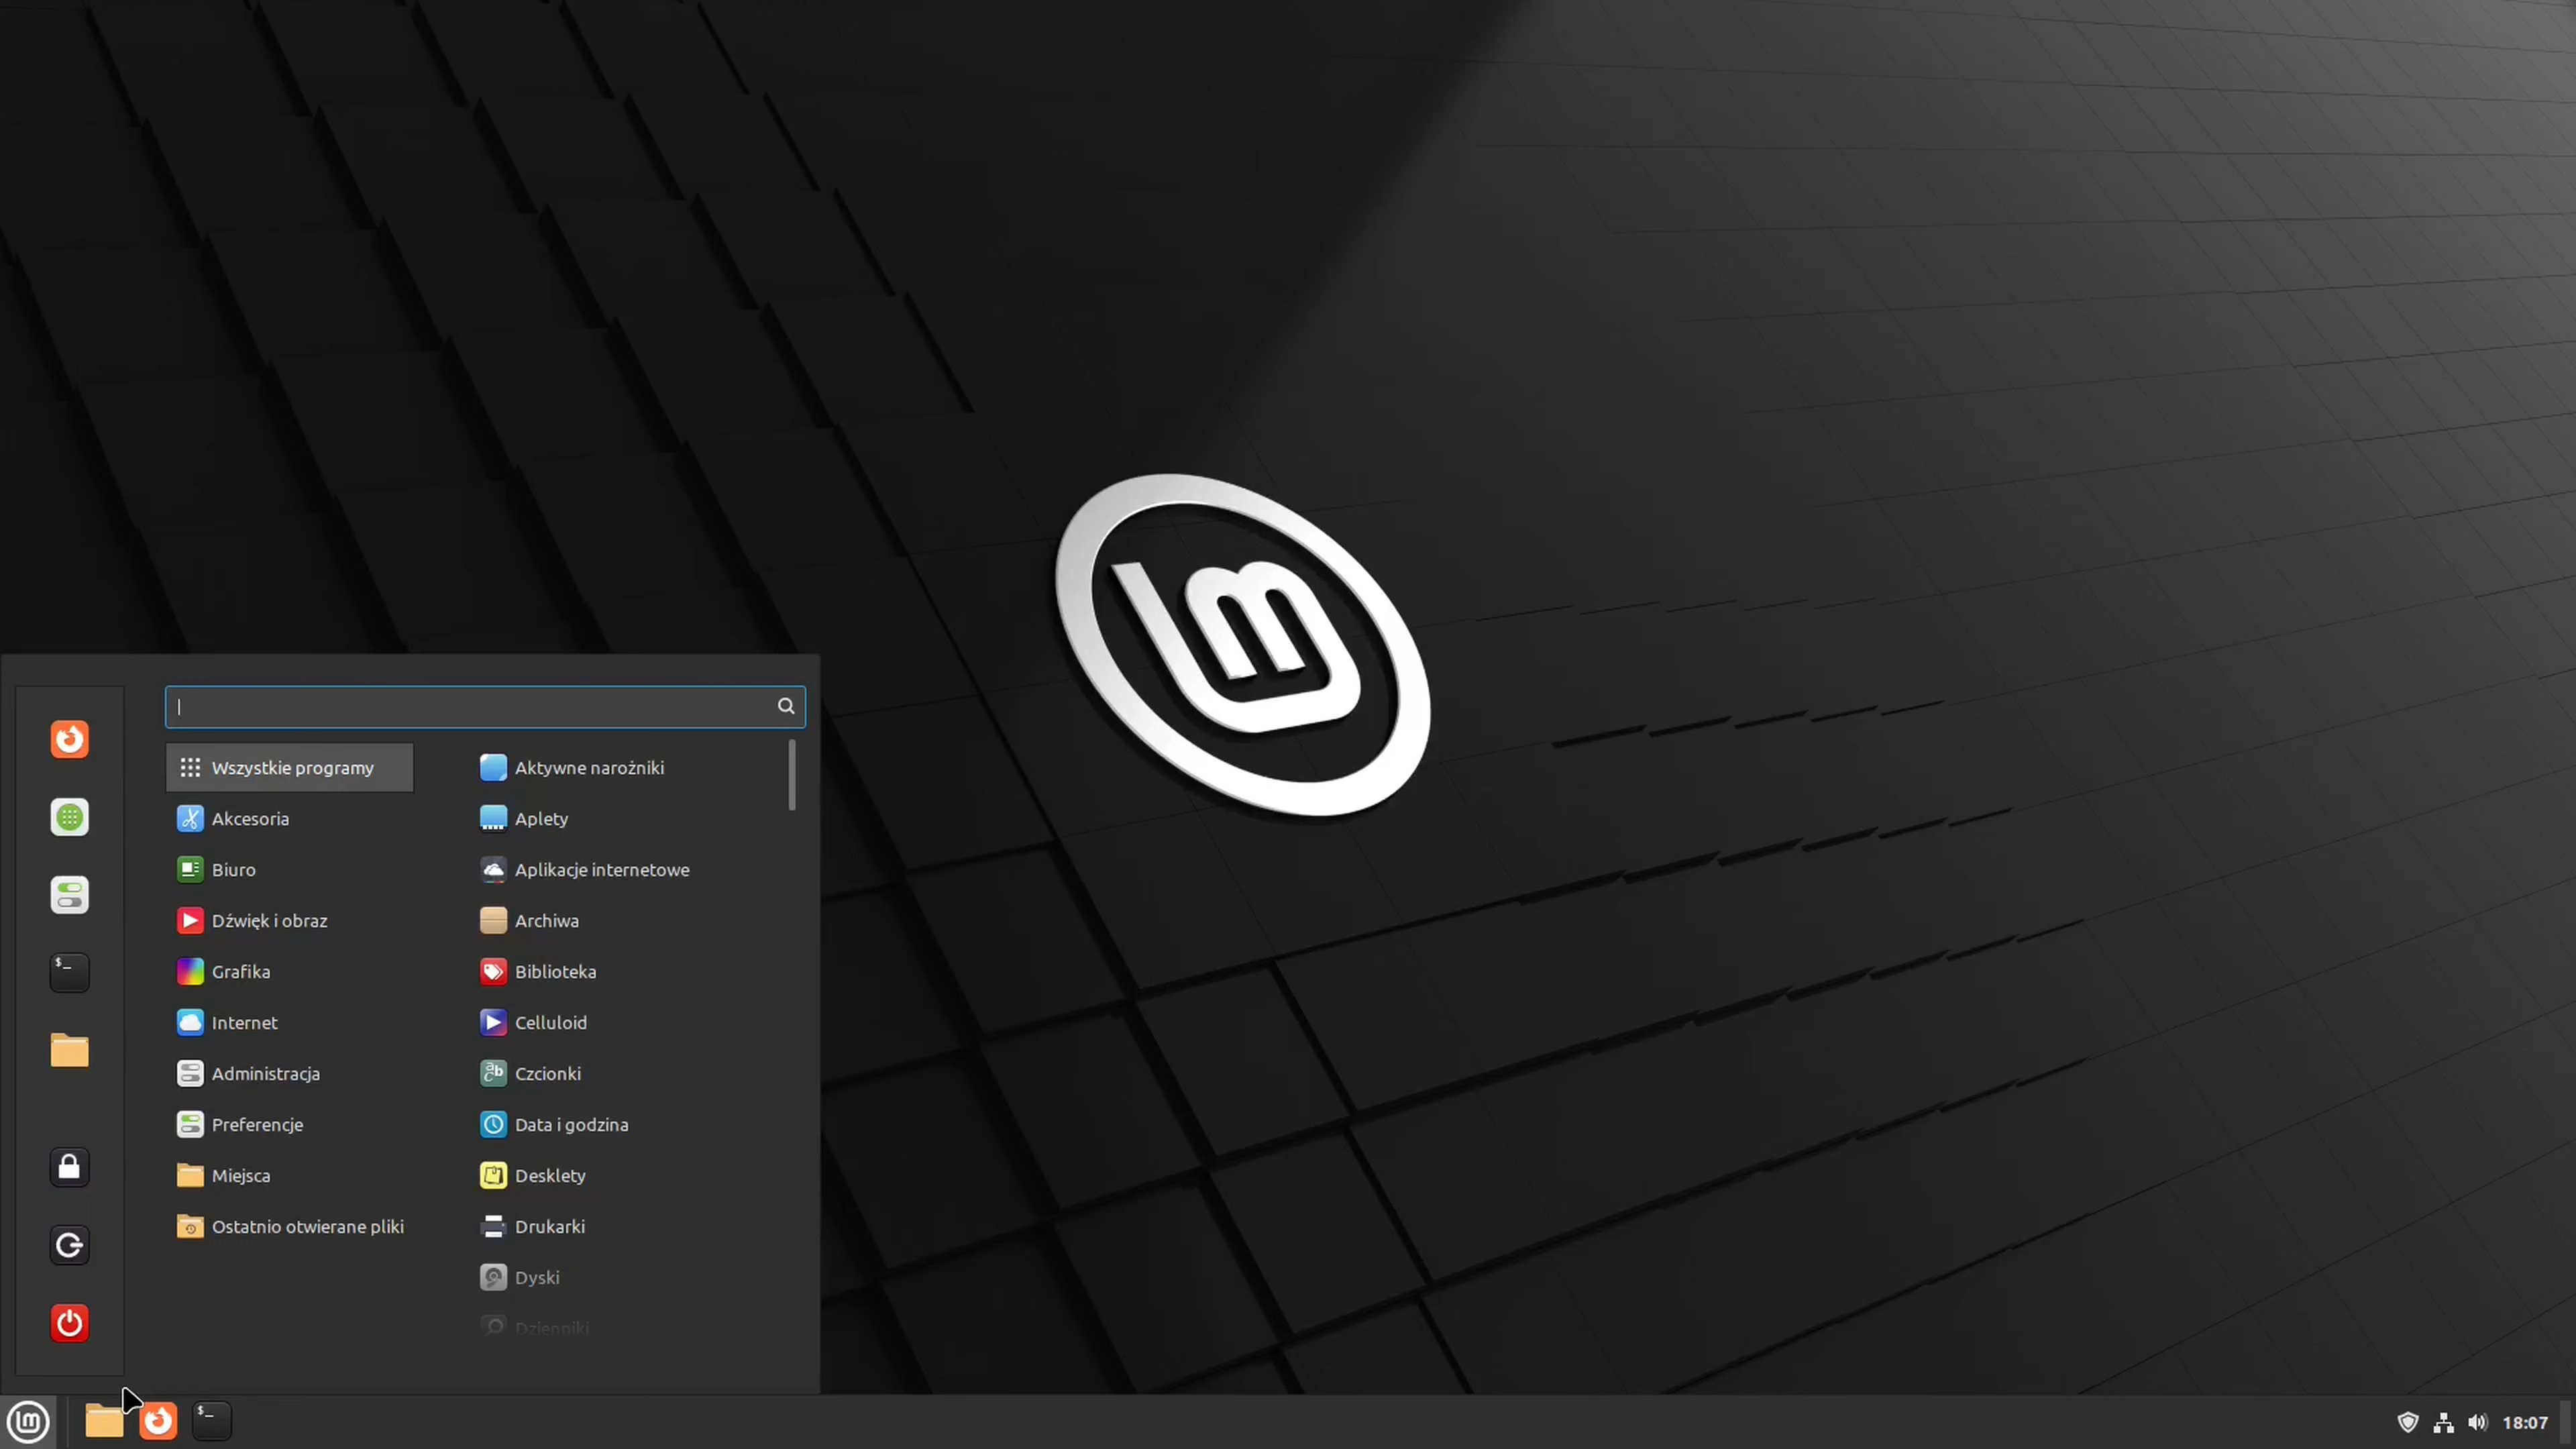 Wszystkie programy
Akcesoria
Biuro
Dźwięk i obraz
Grafika
Internet
Administracja
Preferencje
Miejsca
Ostatnio otwierane pliki
Aktywne narożniki
Aplety
Aplikacje internetowe
Archiwa
Biblioteka
Celluloid
Czcionki
Data i godzina
Desklety
Drukarki
Dyski
Dzienniki
18:07